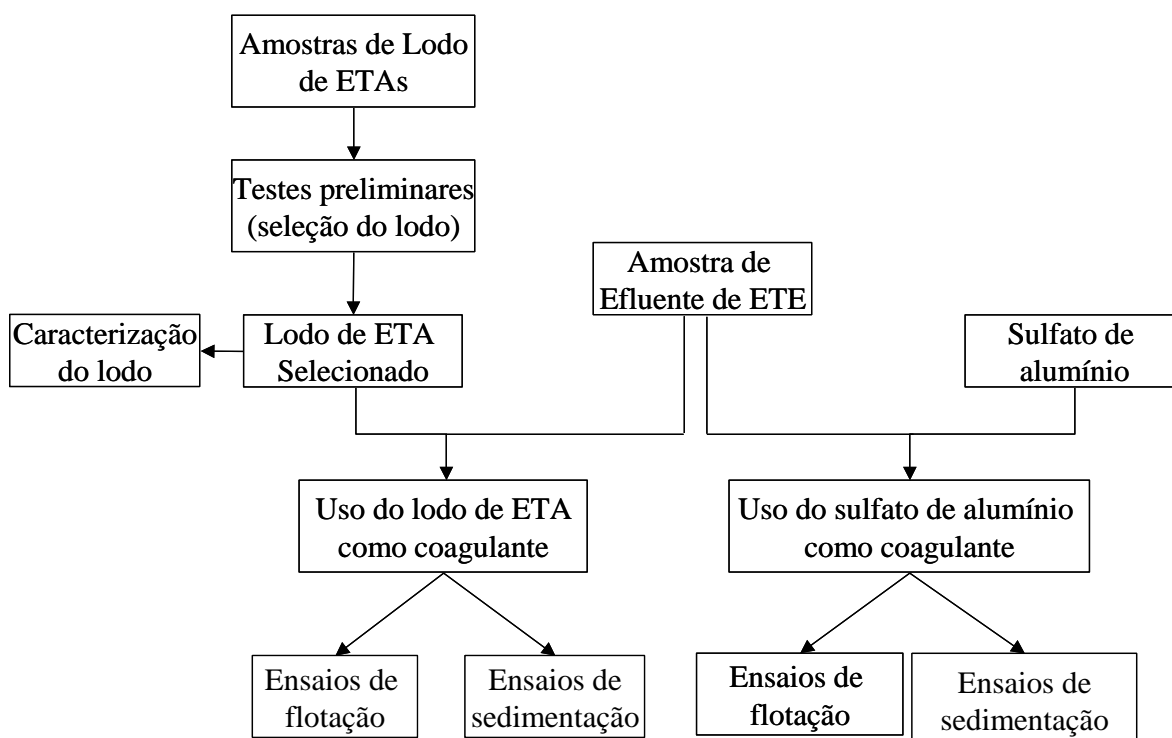 Amostras de Lodo
de ETAs
Testes preliminares
(seleção do lodo)
Amostra de
Efluente de ETE
Caracterização
do lodo
Lodo de ETA
Selecionado
Sulfato de
alumínio
Uso do lodo de ETA
como coagulante
Uso do sulfato de alumínio
como coagulante
Ensaios de
flotação
Ensaios de
sedimentação
Ensaios de
flotação
Ensaios de
sedimentação